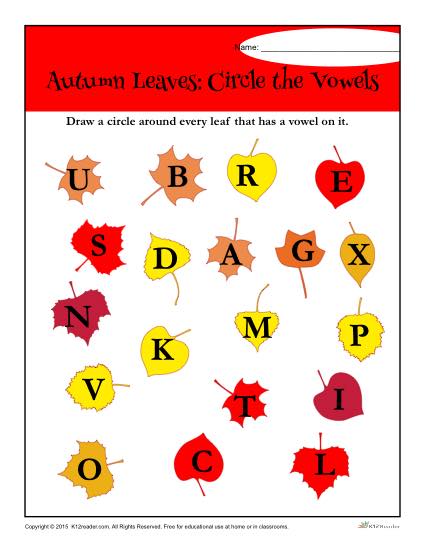 Name:
Autumn Leaves: Circle the Vowels
Draw a circle around every leaf that has a vowel on it.
U B R E
S D A G X
N K M P
V T I
O C L
Copyright © 2015 K12reader.com. All Rights Reserved. Free for educational use at home or in classrooms.
K12Reader